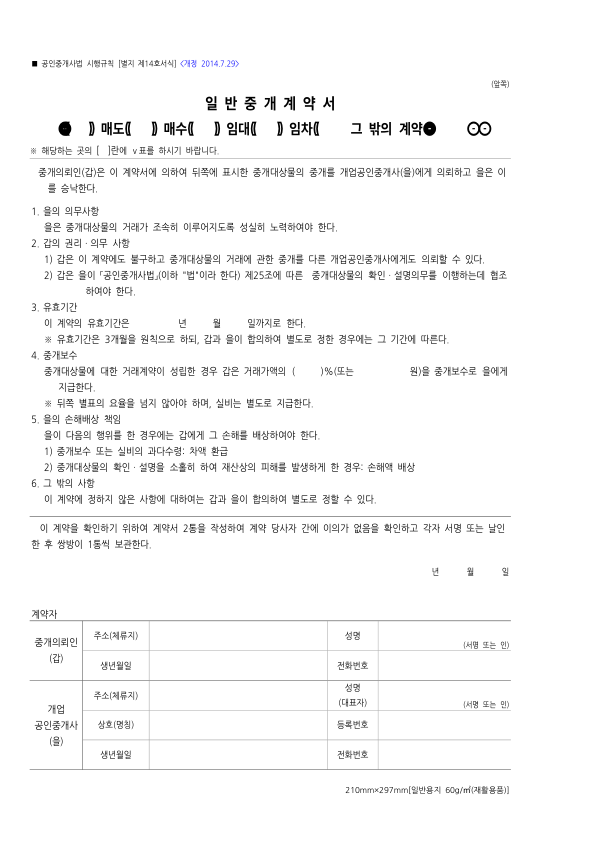 ■ 공인중개사법 시행규칙 [별지 제14호서식] <개정 2014.7.29>
(앞쪽)
일 반 중 개 계 약 서
매도 매수 임대 임차 그 밖의 계약
※ 해당하는 곳의 [ ]란에 v표를 하시기 바랍니다.
중개의뢰인(갑)은 이 계약서에 의하여 뒤쪽에 표시한 중개대상물의 중개를 개업공인중개사(을)에게 의뢰하고 을은 이
를 승낙한다.
1. 을의 의무사항
을은 중개대상물의 거래가 조속히 이루어지도록 성실히 노력하여야 한다.
2. 갑의 권리ㆍ의무 사항
1) 갑은 이 계약에도 불구하고 중개대상물의 거래에 관한 중개를 다른 개업공인중개사에게도 의뢰할 수 있다.
2) 갑은 을이 「공인중개사법」(이하 "법"이라 한다) 제25조에 따른 중개대상물의 확인ㆍ설명의무를 이행하는데 협조
하여야 한다.
3. 유효기간
이 계약의 유효기간은 년 월 일까지로 한다.
※ 유효기간은 3개월을 원칙으로 하되, 갑과 을이 합의하여 별도로 정한 경우에는 그 기간에 따른다.
4. 중개보수
중개대상물에 대한 거래계약이 성립한 경우 갑은 거래가액의 ( )%(또는 원)을 중개보수로 을에게
지급한다.
※ 뒤쪽 별표의 요율을 넘지 않아야 하며, 실비는 별도로 지급한다.
5. 을의 손해배상 책임
을이 다음의 행위를 한 경우에는 갑에게 그 손해를 배상하여야 한다.
1) 중개보수 또는 실비의 과다수령: 차액 환급
2) 중개대상물의 확인ㆍ설명을 소홀히 하여 재산상의 피해를 발생하게 한 경우: 손해액 배상
6. 그 밖의 사항
이 계약에 정하지 않은 사항에 대하여는 갑과 을이 합의하여 별도로 정할 수 있다.
이 계약을 확인하기 위하여 계약서 2통을 작성하여 계약 당사자 간에 이의가 없음을 확인하고 각자 서명 또는 날인
한 후 쌍방이 1통씩 보관한다.
년 월 일
계약자
중개의뢰인
(갑)
주소(체류지)
성명
(서명 또는 인)
생년월일
전화번호
개업
공인중개사
(을)
주소(체류지)
성명
(대표자)
(서명 또는 인)
상호(명칭)
등록번호
생년월일
전화번호
210mm×297mm[일반용지 60g/㎡(재활용품)]